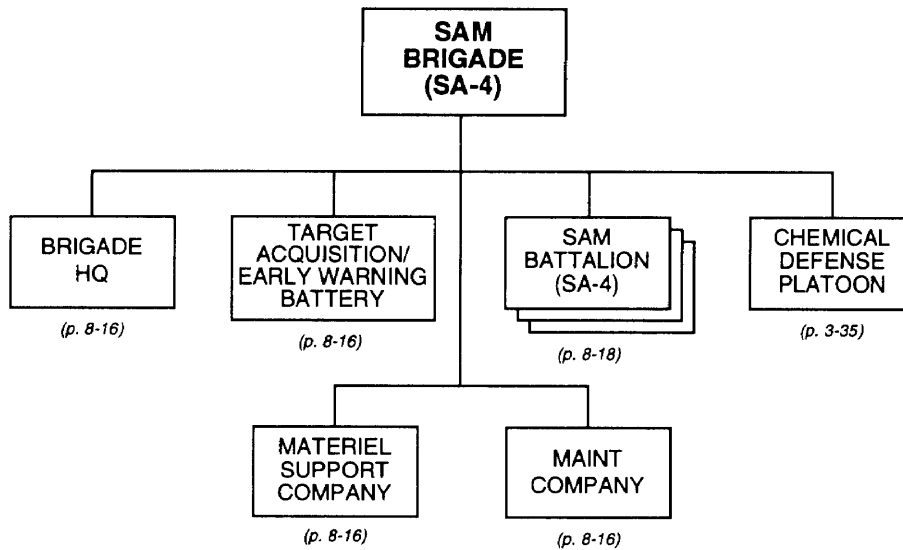 SAM
BRIGADE
(SA-4)
BRIGADE
HQ
(p. 8-16)
TARGET
ACQUISITION/
EARLY WARNING
BATTERY
(p. 8-16)
SAM
BATTALION
(SA-4)
(p. 8-18)
CHEMICAL
DEFENSE
PLATOON
(p. 3-35)
MATERIEL
SUPPORT
COMPANY
(p. 8-16)
MAINT
COMPANY
(p. 8-16)